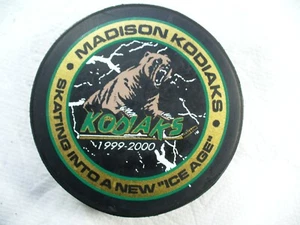 • MADISON KODIAKS •
KODIAKS
1999-2000
SKATING INTO A NEW "ICE AGE"